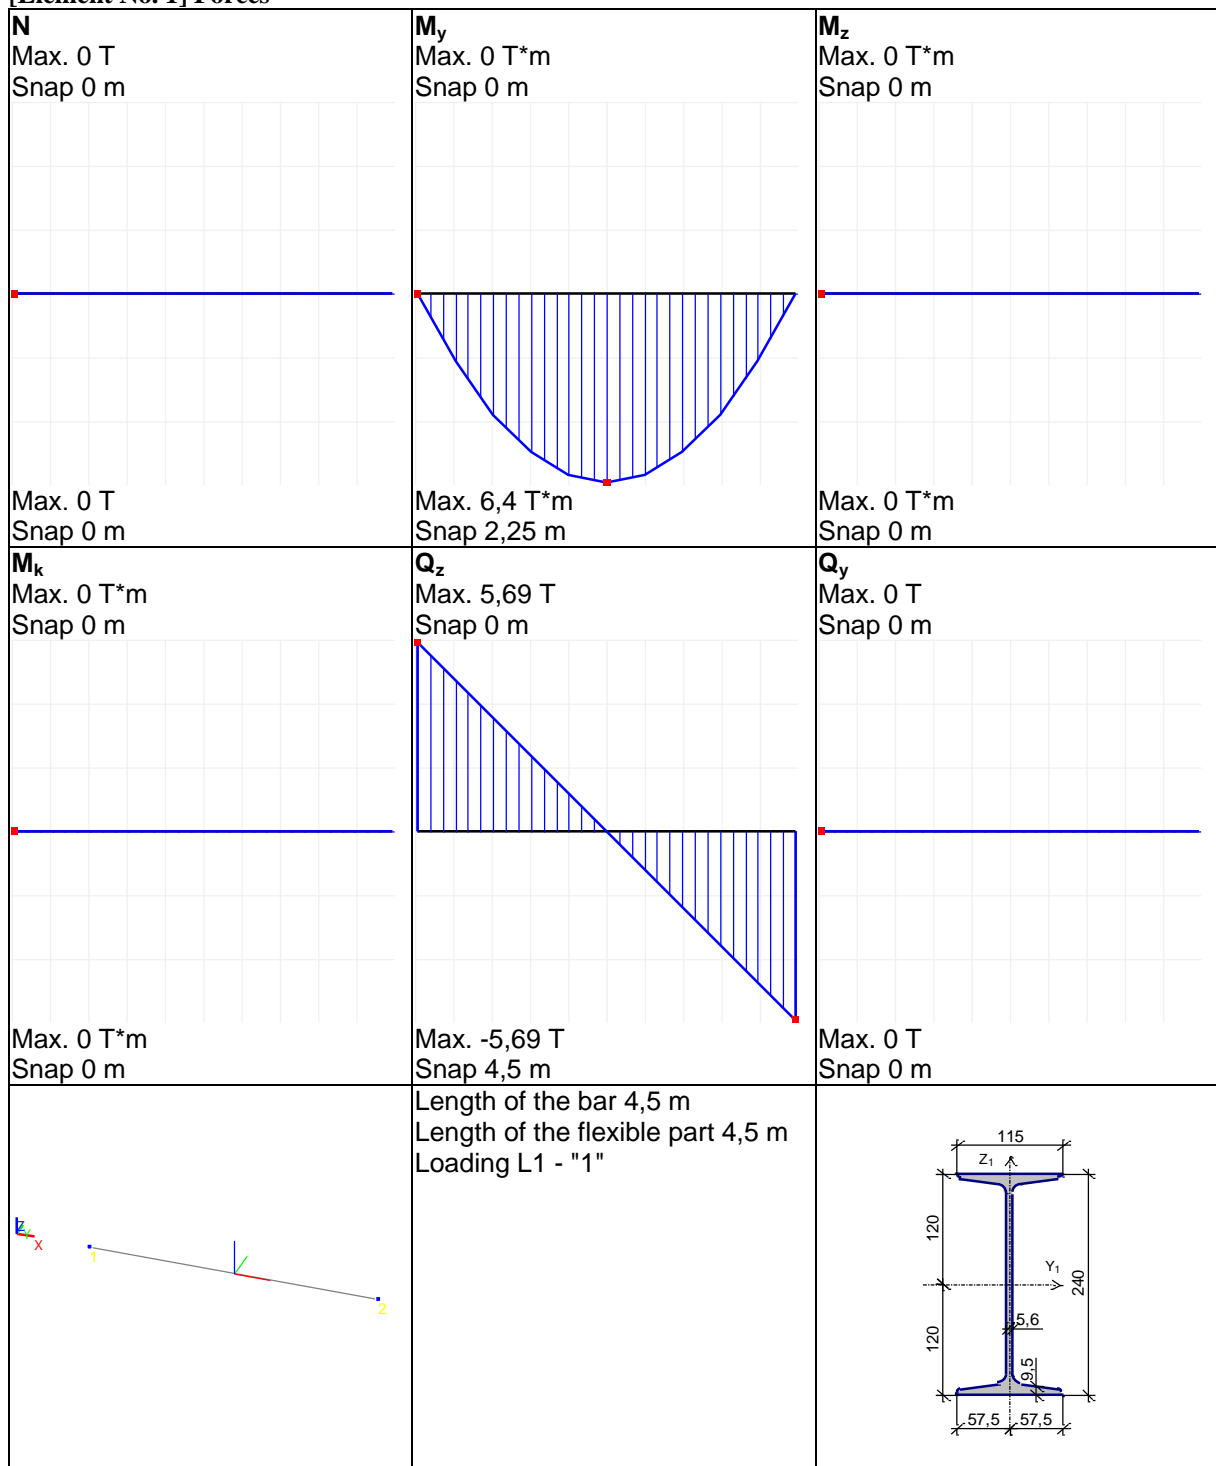 [Element No. 1] Forces
N
Max. 0 T
Snap 0 m
Max. 0 T
Snap 0 m
My
Max. 0 T*m
Snap 0 m
Max. 6,4 T*m
Snap 2,25 m
Mz
Max. 0 T*m
Snap 0 m
Max. 0 T*m
Snap 0 m
Mk
Max. 0 T*m
Snap 0 m
Max. 0 T*m
Snap 0 m
Qz
Max. 5,69 T
Snap 0 m
Max. -5,69 T
Snap 4,5 m
Qy
Max. 0 T
Snap 0 m
Max. 0 T
Snap 0 m
Z
Y
X
1
2
Length of the bar 4,5 m
Length of the flexible part 4,5 m
Loading L1 - "1"
115
Z1
120
Y1
240
120
5,6
9,5
57,5
57,5